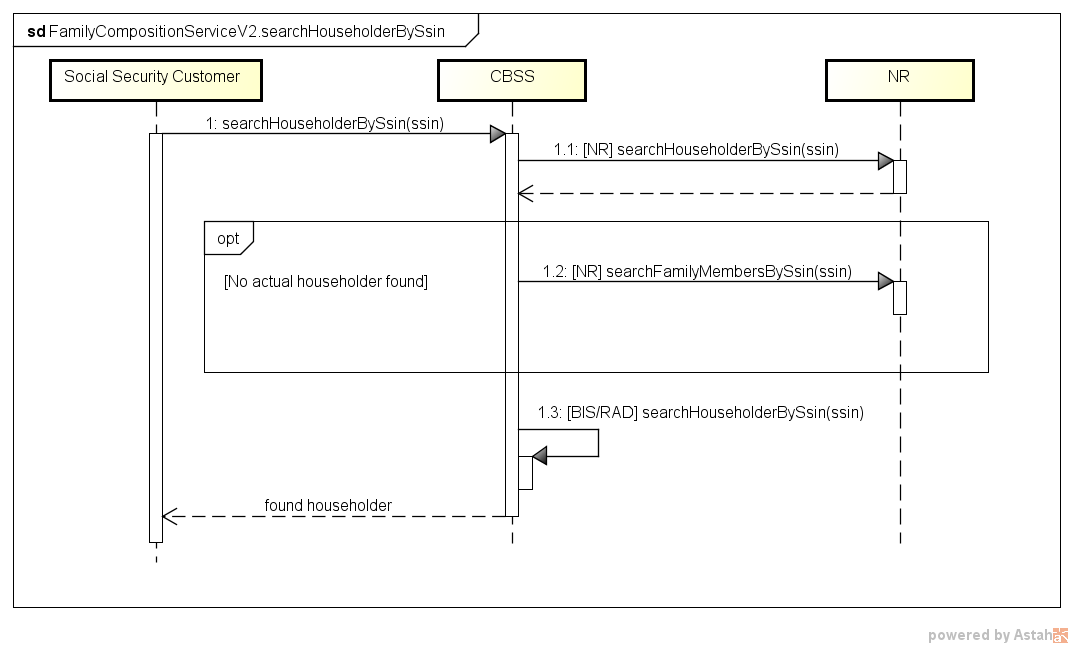 sd FamilyCompositionServiceV2.searchHouseholderBySsin
Social Security Customer
CBSS
NR
1: searchHouseholderBySsin(ssin)
1.1: [NR] searchHouseholderBySsin(ssin)
opt
[No actual householder found]
1.2: [NR] searchFamilyMembersBySsin(ssin)
1.3: [BIS/RAD] searchHouseholderBySsin(ssin)
found householder
powered by Astah